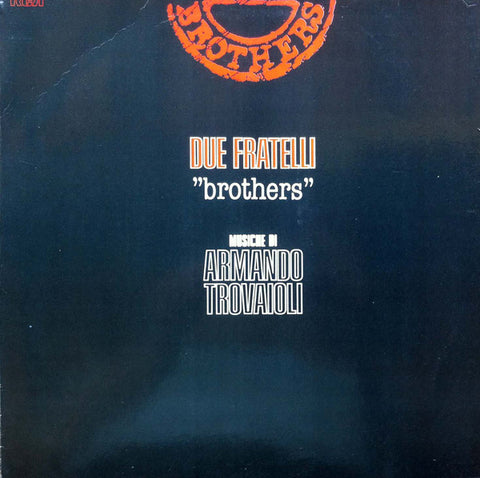 BROTHERS
DUE FRATELLI
"brothers"
MUSICHE DI
ARMANDO
TROVAIOLI